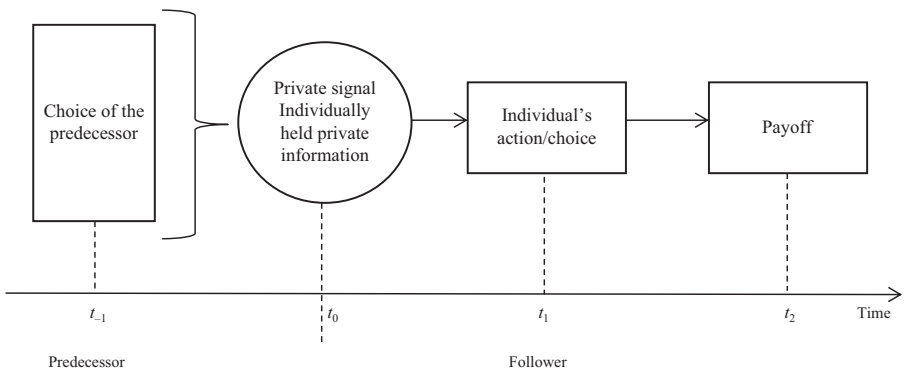 Choice of the
predecessor
Private signal
Individually
held private
information
Individual's
action/choice
Payoff
t–1
t0
t1
t2
Time
Predecessor
Follower